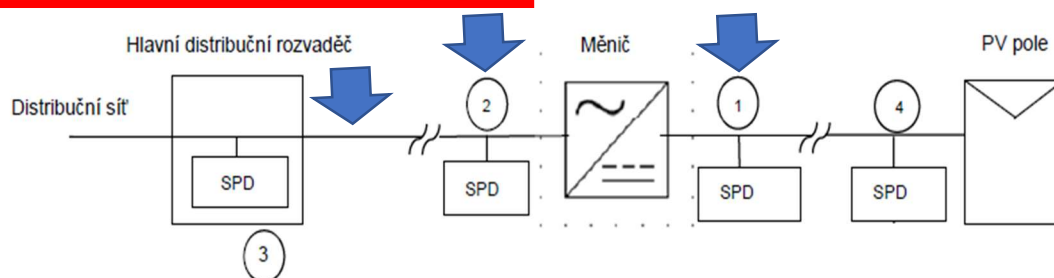 Hlavní distribuční rozvaděč
Měnič
PV pole
Distribuční síť
2
1
4
SPD
SPD
SPD
SPD
3